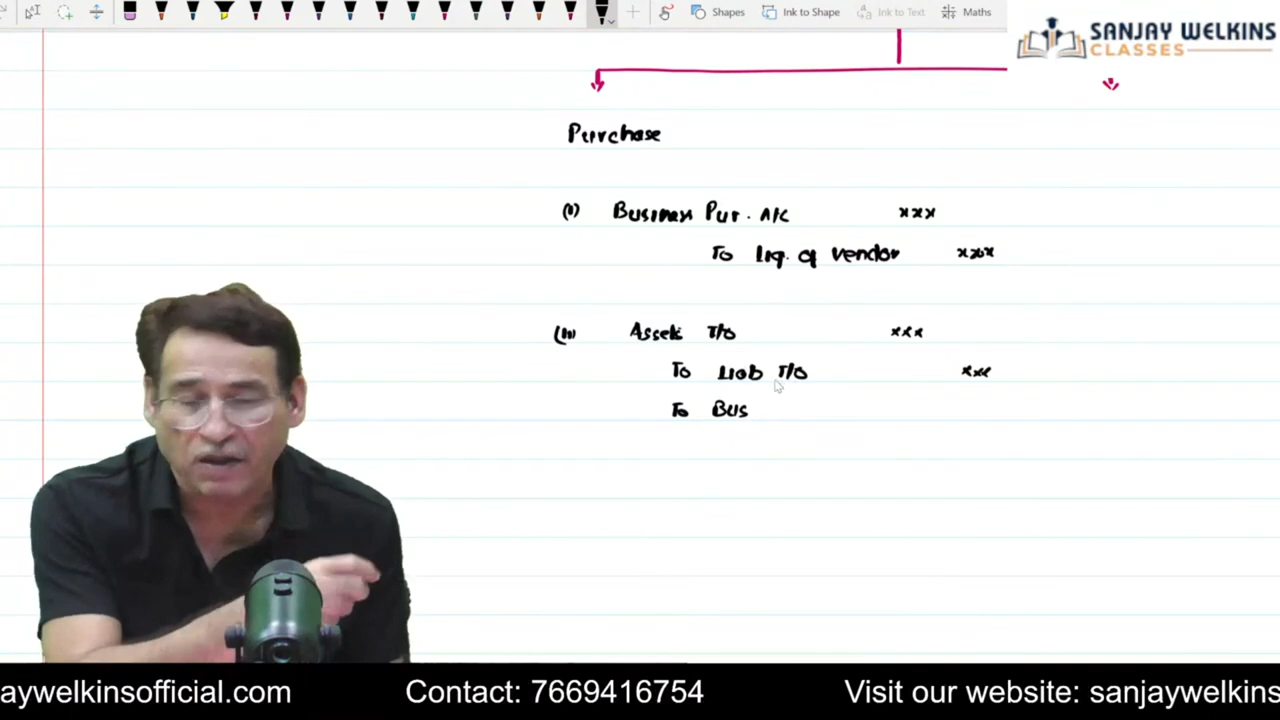 Shapes Ink to Shape Ink to Text Maths
SANJAY WELKINS
CLASSES
Purchase
(i) Business Pur. A/c xxx
To Liq. of vendor xxx
(ii) Assets T/o xxx
To Liab T/o xxx
To Bus
aywelkinsofficial.com Contact: 7669416754 Visit our website: sanjaywelkins